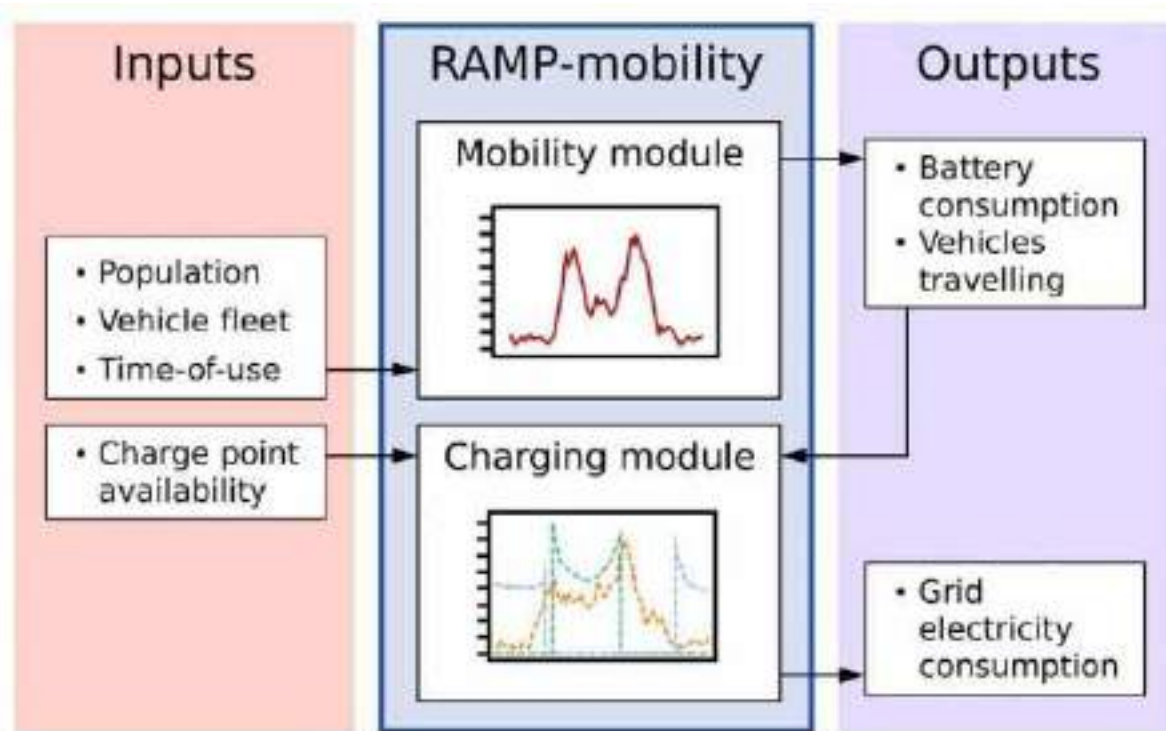 Inputs
RAMP-mobility
Outputs
Mobility module
• Battery
consumption
• Vehicles
travelling
• Population
• Vehicle fleet
• Time-of-use
• Charge point
availability
Charging module
• Grid
electricity
consumption